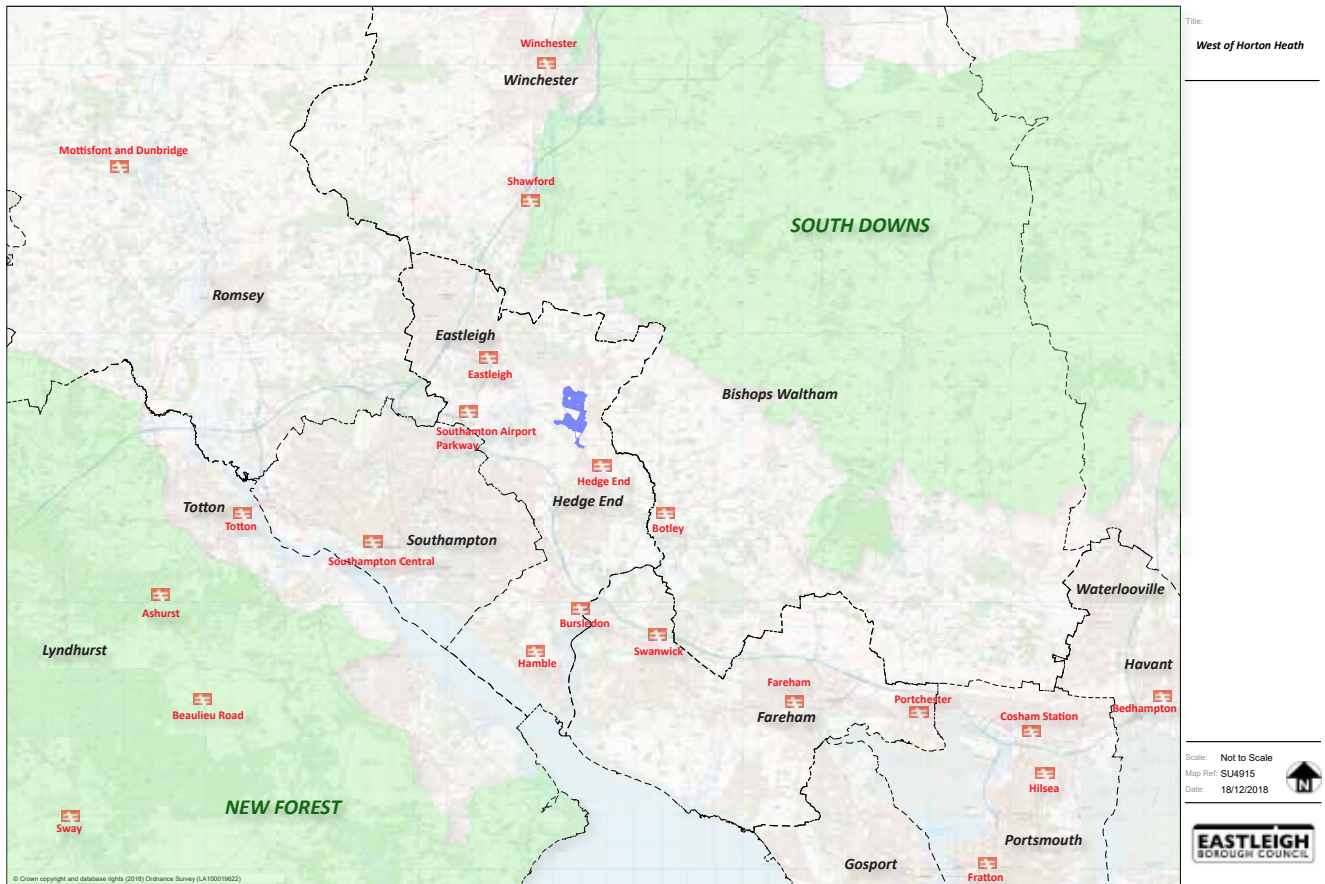 Winchester
Winchester
Mottisfont and Dunbridge
Shawford
SOUTH DOWNS
Romsey
Eastleigh
Eastleigh
Bishops Waltham
Southamton Airport
Parkway
Hedge End
Hedge End
Totton
Totton
Botley
Southampton
Southampton Central
Ashurst
Waterlooville
Bursledon
Lyndhurst
Swanwick
Hamble
Havant
Fareham
Fareham
Portchester
Bedhampton
Beaulieu Road
Cosham Station
Hilsea
NEW FOREST
Sway
Portsmouth
Gosport
Fratton
© Crown copyright and database rights (2018) Ordnance Survey (LA100019622)
Title:
West of Horton Heath
Scale: Not to Scale
Map Ref: SU4915
Date: 18/12/2018
N
EASTLEIGH
BOROUGH COUNCIL